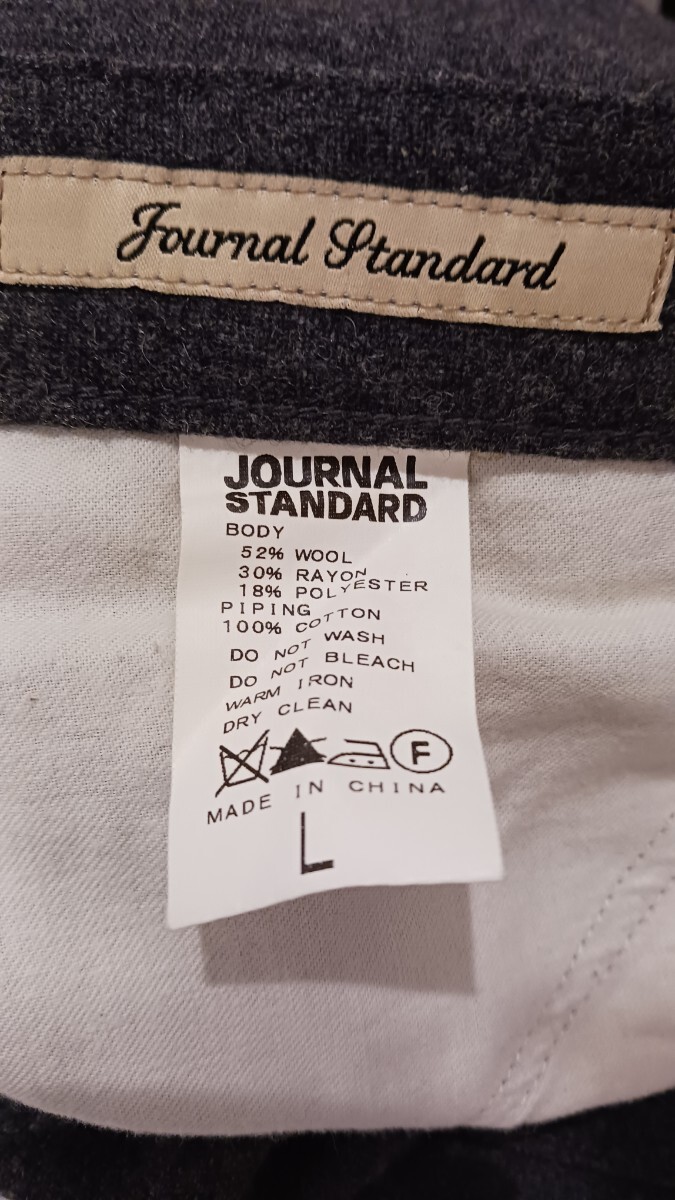 Journal Standard
JOURNAL
STANDARD
BODY
52% WOOL
30% RAYON
18% POLYESTER
PIPING
100% COTTON
DO NOT WASH
DO NOT BLEACH
WARM IRON
DRY CLEAN
F
MADE IN CHINA
L